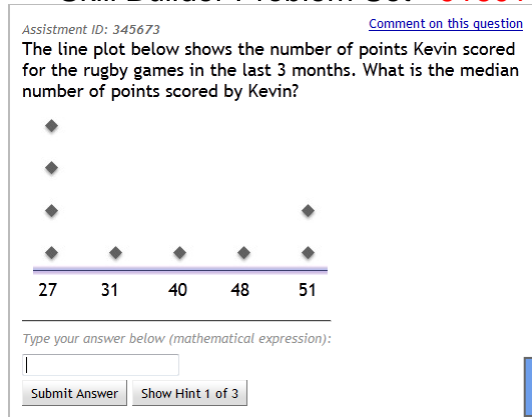 Comment on this question
Assistment ID: 345673
The line plot below shows the number of points Kevin scored
for the rugby games in the last 3 months. What is the median
number of points scored by Kevin?
27 31 40 48 51
Type your answer below (mathematical expression):
Submit Answer Show Hint 1 of 3